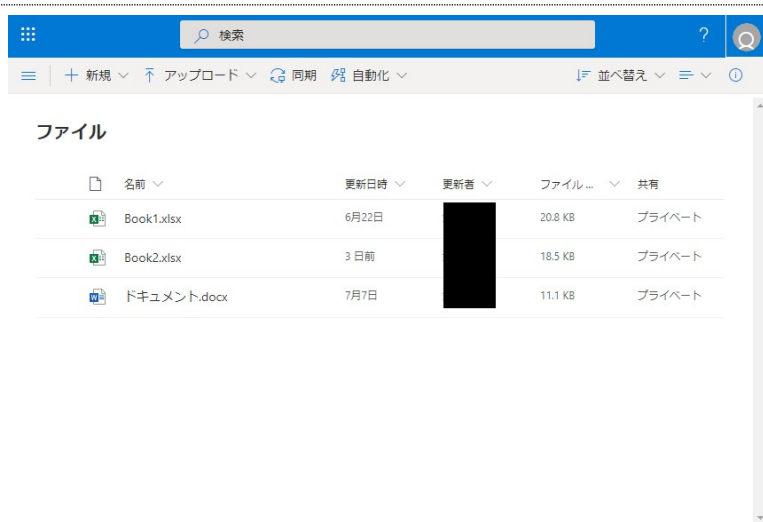 検索 ?
新規 アップロード 同期 自動化 並べ替え
ファイル
名前 更新日時 更新者 ファイル ... 共有
Book1.xlsx 6月22日 20.8 KB プライベート
Book2.xlsx 3 日前 18.5 KB プライベート
ドキュメント.docx 7月7日 11.1 KB プライベート